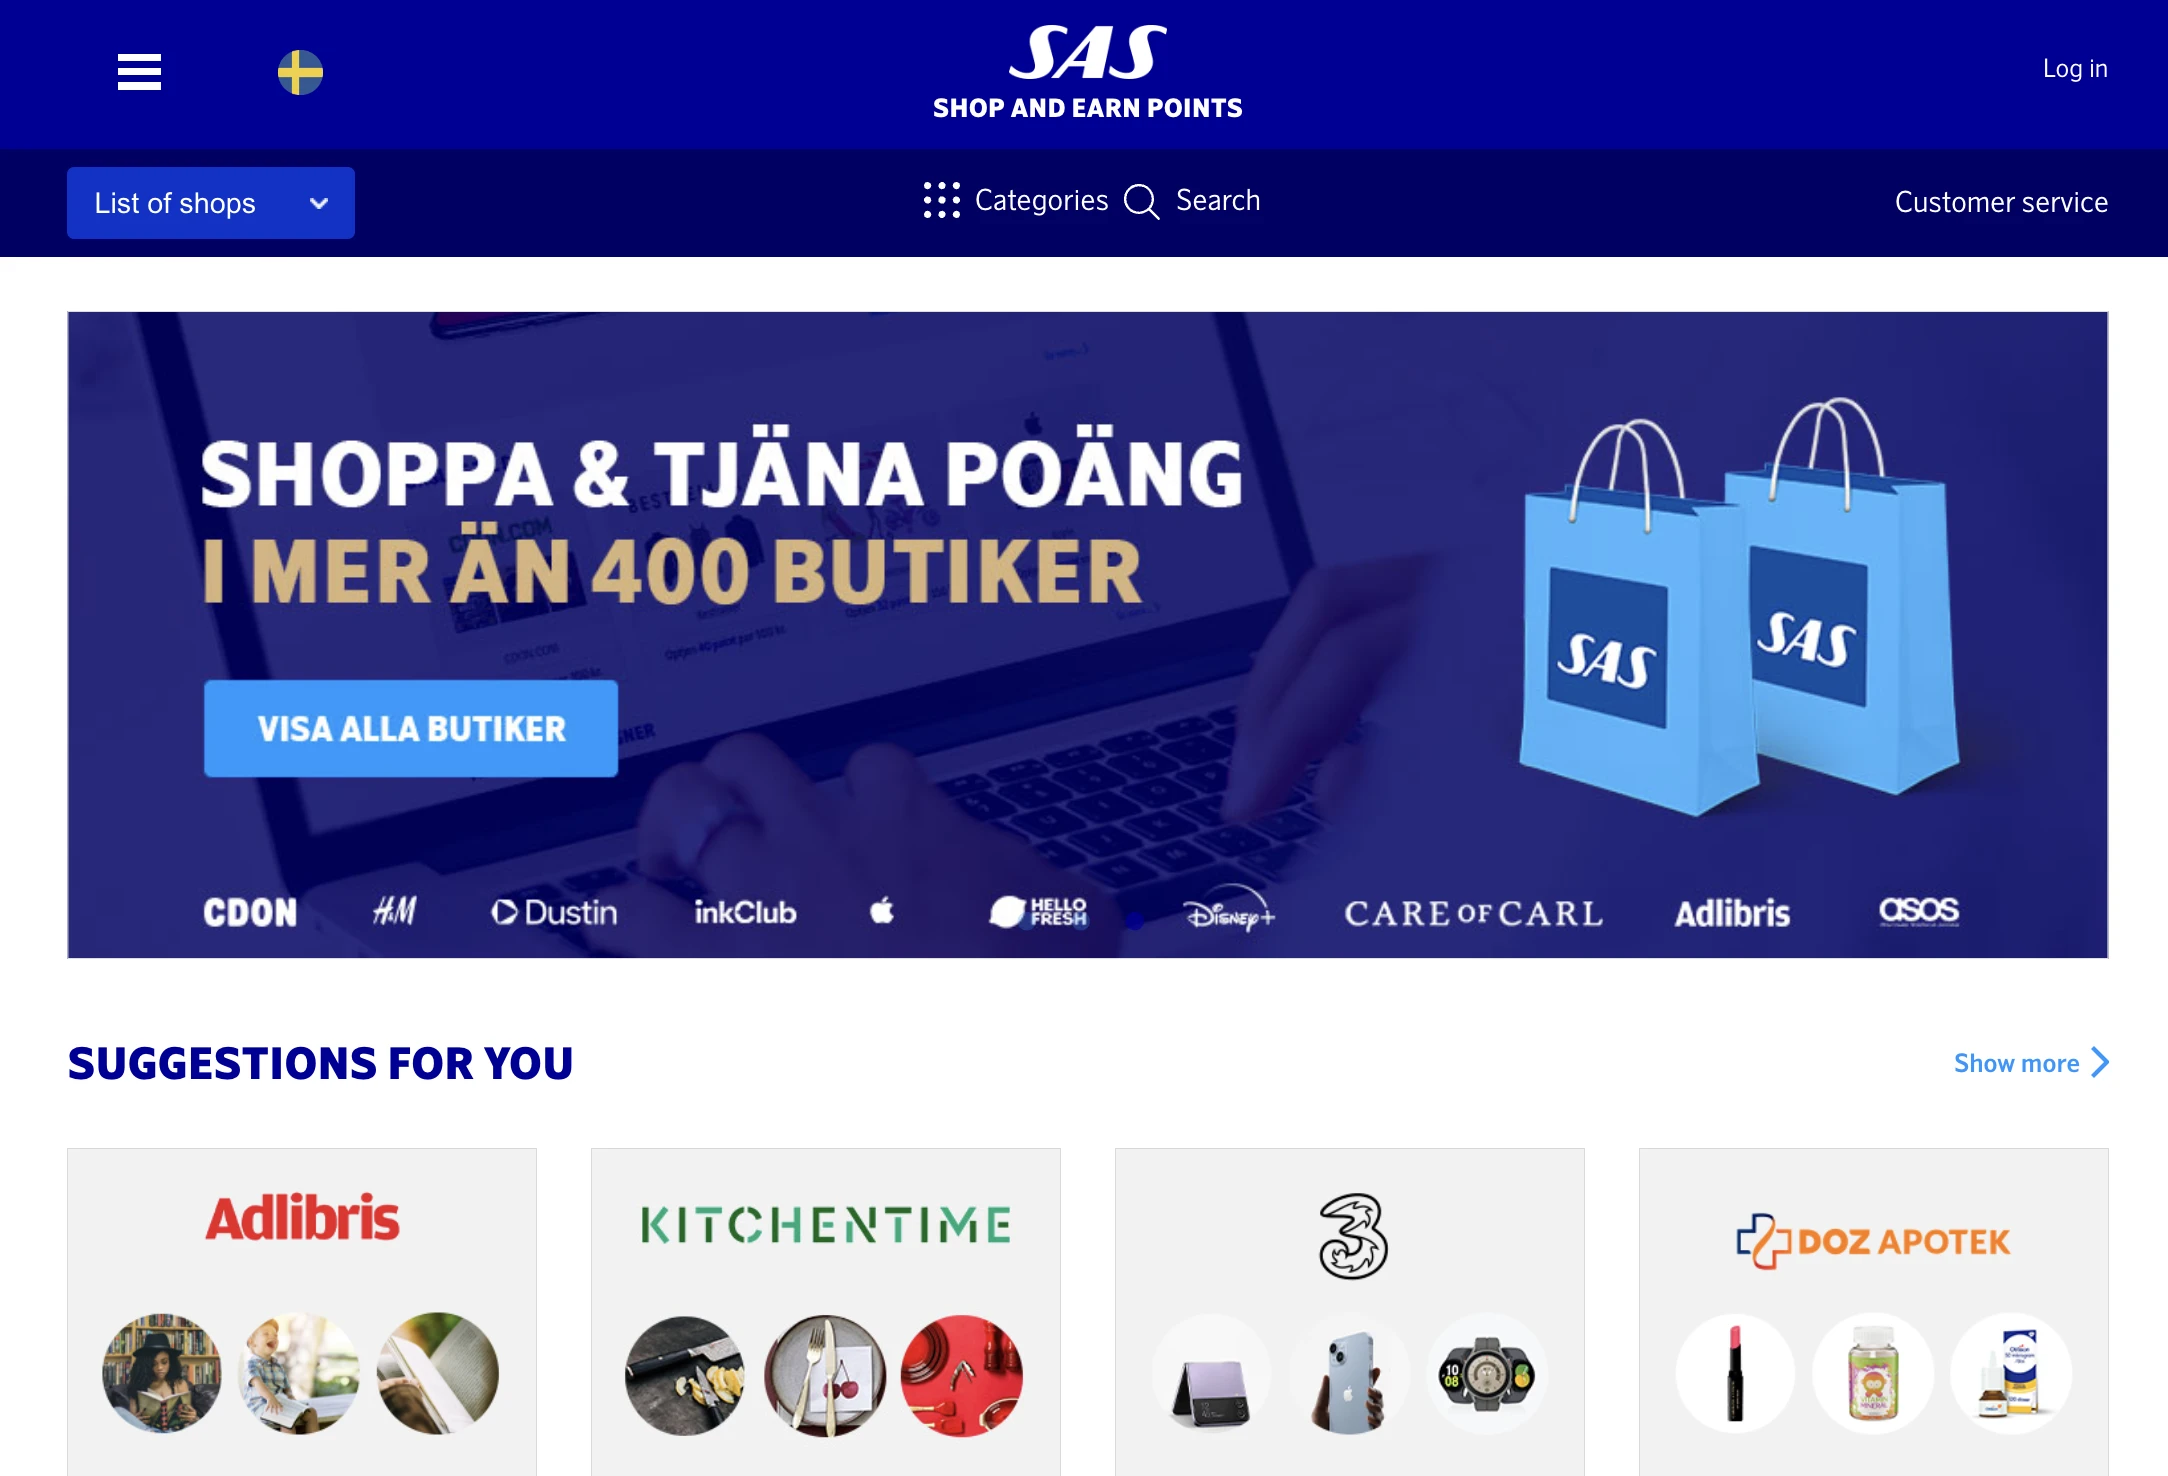 SAS
SHOP AND EARN POINTS
Log in
List of shops
Categories
Search
Customer service
SHOPPA & TJÄNA POÄNG
I MER ÄN 400 BUTIKER
VISA ALLA BUTIKER
SAS
SAS
CDON
H&M
Dustin
inkClub
HELLO
FRESH
Disney+
CARE OF CARL
Adlibris
asos
SUGGESTIONS FOR YOU
Show more
Adlibris
KITCHENTIME
3
DOZ APOTEK